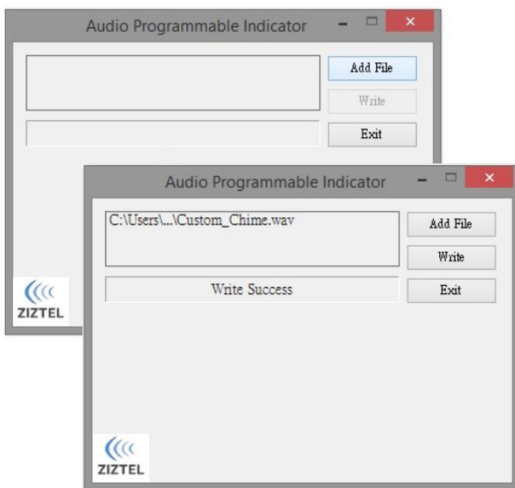 Audio Programmable Indicator
Add File
Write
Exit
ZIZTEL
Audio Programmable Indicator
C:\Users\...\Custom_Chime.wav
Add File
Write
Write Success
Exit
ZIZTEL